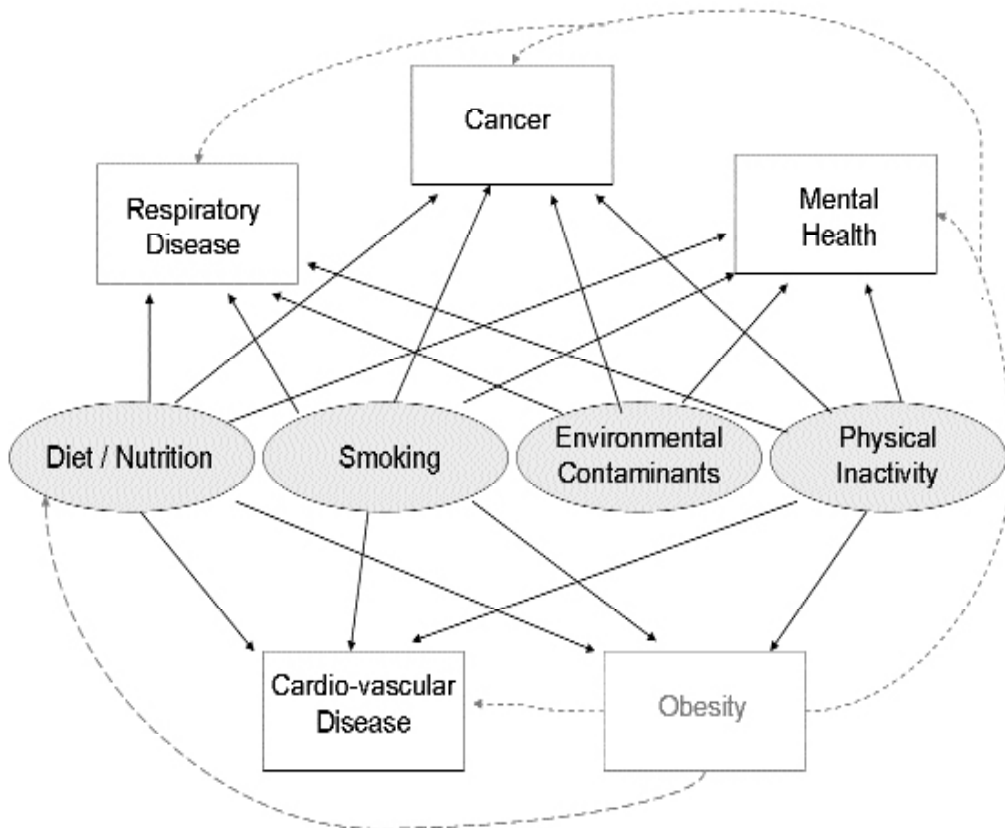 Cancer
Respiratory
Disease
Mental
Health
Diet / Nutrition
Smoking
Environmental
Contaminants
Physical
Inactivity
Cardio-vascular
Disease
Obesity